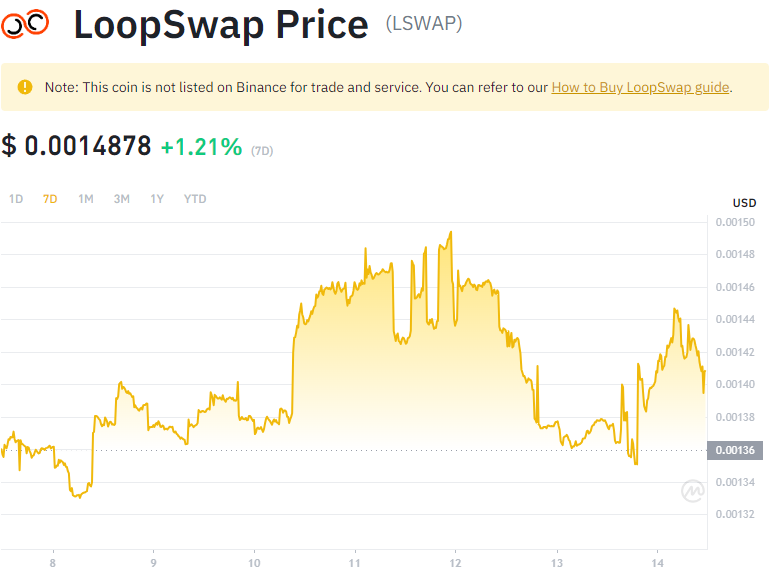 LoopSwap Price (LSWAP)
Note: This coin is not listed on Binance for trade and service. You can refer to our How to Buy LoopSwap guide.
$ 0.0014878 +1.21% (7D)
1D 7D 1M 3M 1Y YTD
USD
0.00150
0.00148
0.00146
0.00144
0.00142
0.00140
0.00138
0.00136
0.00134
0.00132
8 9 10 11 12 13 14